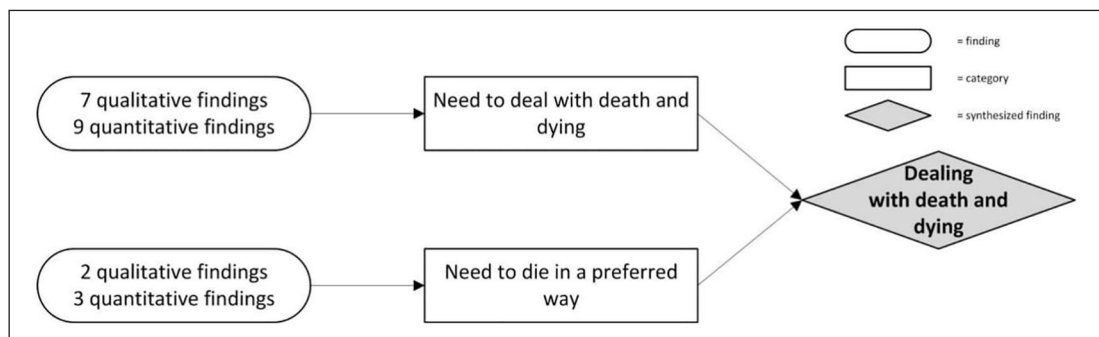 = finding
= category
= synthesized finding
7 qualitative findings
9 quantitative findings
Need to deal with death and
dying
Dealing
with death and
dying
2 qualitative findings
3 quantitative findings
Need to die in a preferred
way